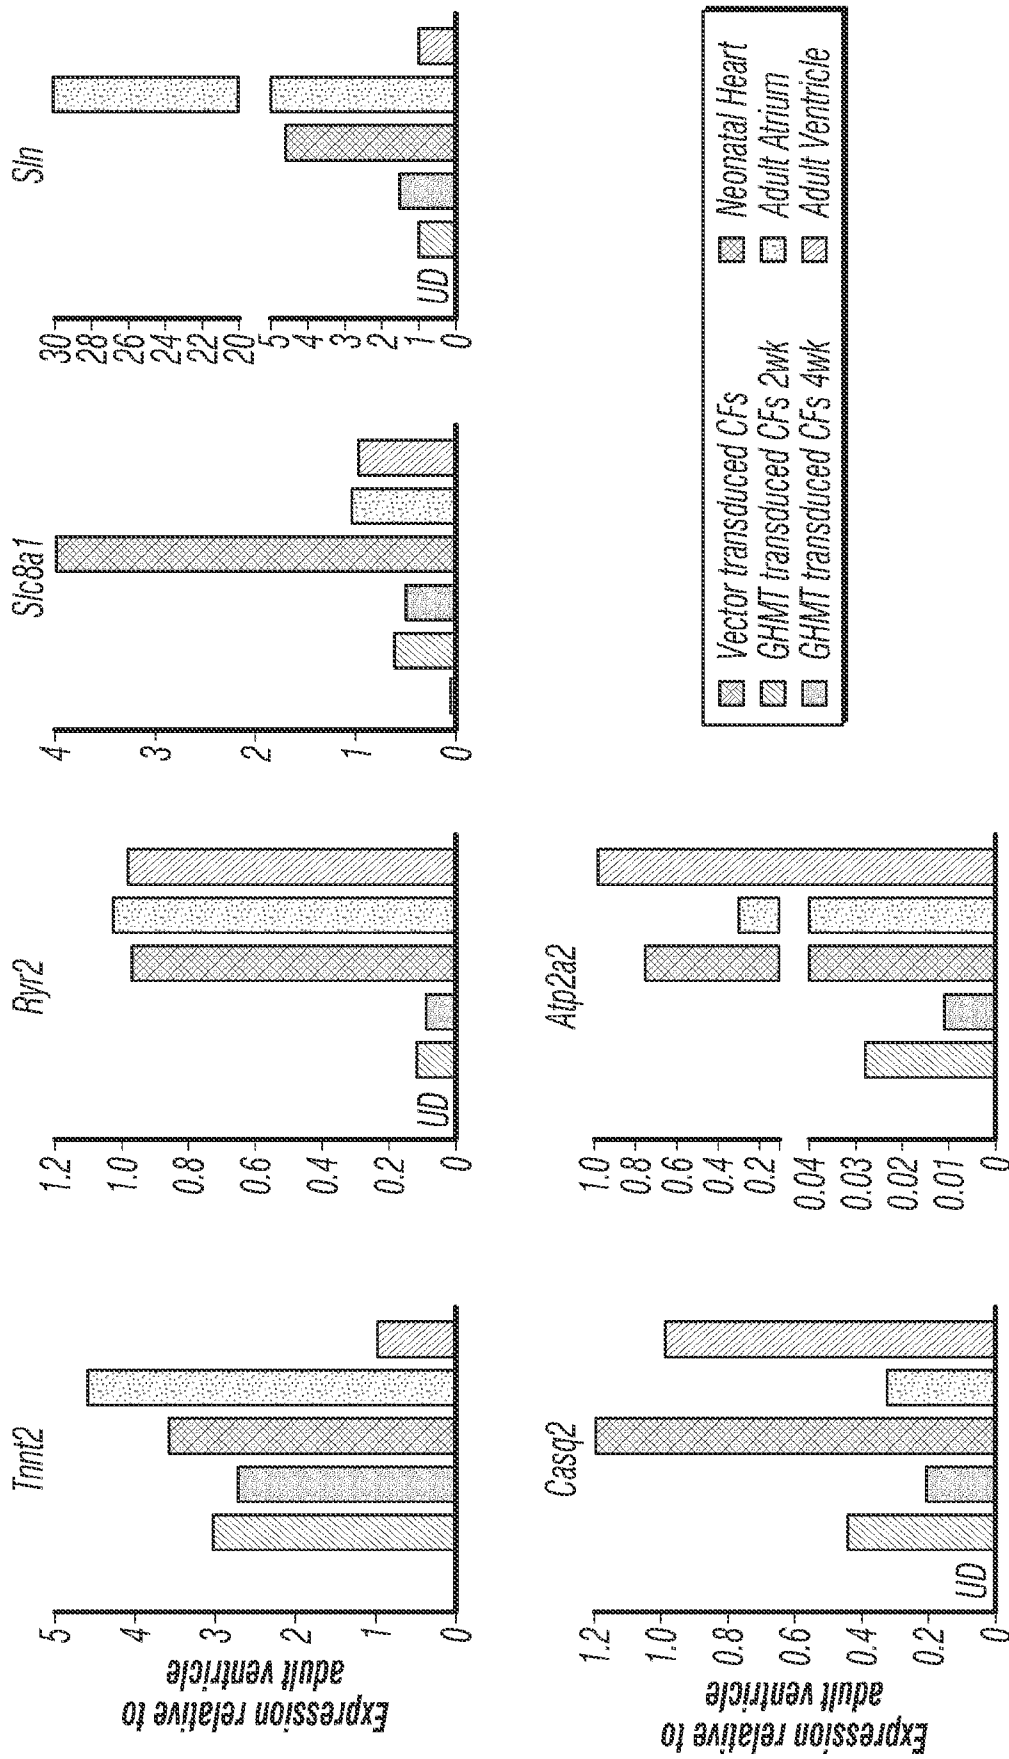 Tnnt2
Expression relative to
adult ventricle
5
4
3
2
1
0
Ryr2
1.2
1.0
0.8
0.6
0.4
0.2
0
UD
Slc8a1
4
3
2
1
0
Sln
30
28
26
24
22
20
5
4
3
2
1
0
UD
Casq2
Expression relative to
adult ventricle
1.2
1.0
0.8
0.6
0.4
0.2
0
UD
Atp2a2
1.0
0.8
0.6
0.4
0.2
0.04
0.03
0.02
0.01
0
Vector transduced CFs
GHMT transduced CFs 2wk
GHMT transduced CFs 4wk
Neonatal Heart
Adult Atrium
Adult Ventricle